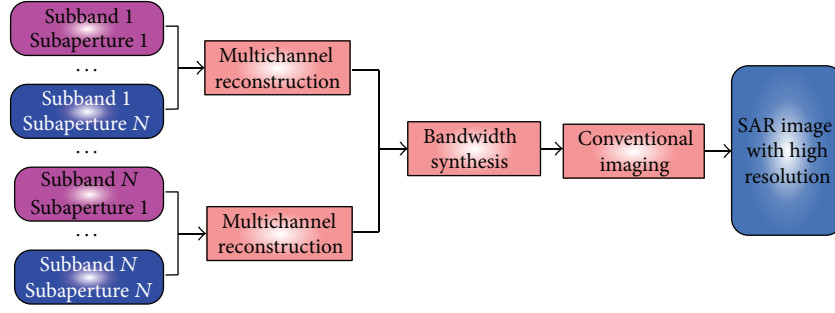 Subband 1
Subaperture 1
...
Subband 1
Subaperture N
...
Subband N
Subaperture 1
...
Subband N
Subaperture N
Multichannel
reconstruction
Multichannel
reconstruction
Bandwidth
synthesis
Conventional
imaging
SAR image
with high
resolution